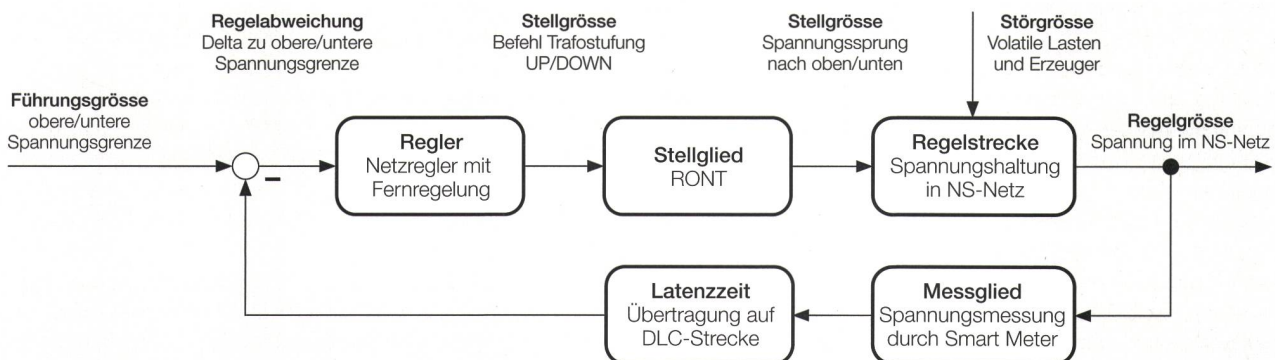 Regelabweichung
Delta zu obere/untere
Spannungsgrenze
Stellgrösse
Befehl Trafostufung
UP/DOWN
Stellgrösse
Spannungssprung
nach oben/unten
Störgrösse
Volatile Lasten
und Erzeuger
Führungsgrösse
obere/untere
Spannungsgrenze
Regler
Netzregler mit
Fernregelung
Stellglied
RONT
Regelstrecke
Spannungshaltung
in NS-Netz
Regelgrösse
Spannung im NS-Netz
–
Latenzzeit
Übertragung auf
DLC-Strecke
Messglied
Spannungsmessung
durch Smart Meter